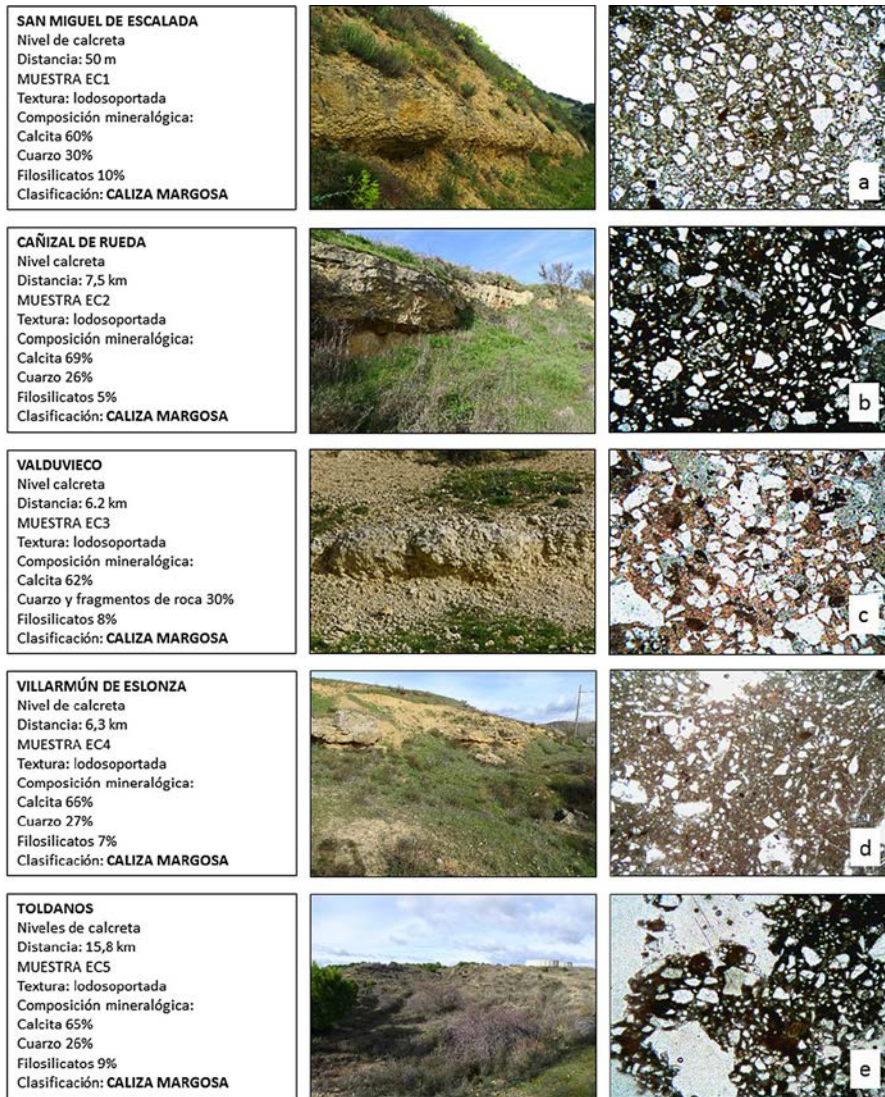 SAN MIGUEL DE ESCALADA
Nivel de calcreta
Distancia: 50 m
MUESTRA EC1
Textura: lodosoportada
Composición mineralógica:
Calcita 60%
Cuarzo 30%
Filosilicatos 10%
Clasificación: CALIZA MARGOSA
a
CAÑIZAL DE RUEDA
Nivel calcreta
Distancia: 7,5 km
MUESTRA EC2
Textura: lodosoportada
Composición mineralógica:
Calcita 69%
Cuarzo 26%
Filosilicatos 5%
Clasificación: CALIZA MARGOSA
b
VALDUVIECO
Nivel calcreta
Distancia: 6.2 km
MUESTRA EC3
Textura: lodosoportada
Composición mineralógica:
Calcita 62%
Cuarzo y fragmentos de roca 30%
Filosilicatos 8%
Clasificación: CALIZA MARGOSA
c
VILLARMÚN DE ESLONZA
Nivel de calcreta
Distancia: 6,3 km
MUESTRA EC4
Textura: lodosoportada
Composición mineralógica:
Calcita 66%
Cuarzo 27%
Filosilicatos 7%
Clasificación: CALIZA MARGOSA
d
TOLDANOS
Niveles de calcreta
Distancia: 15,8 km
MUESTRA EC5
Textura: lodosoportada
Composición mineralógica:
Calcita 65%
Cuarzo 26%
Filosilicatos 9%
Clasificación: CALIZA MARGOSA
e